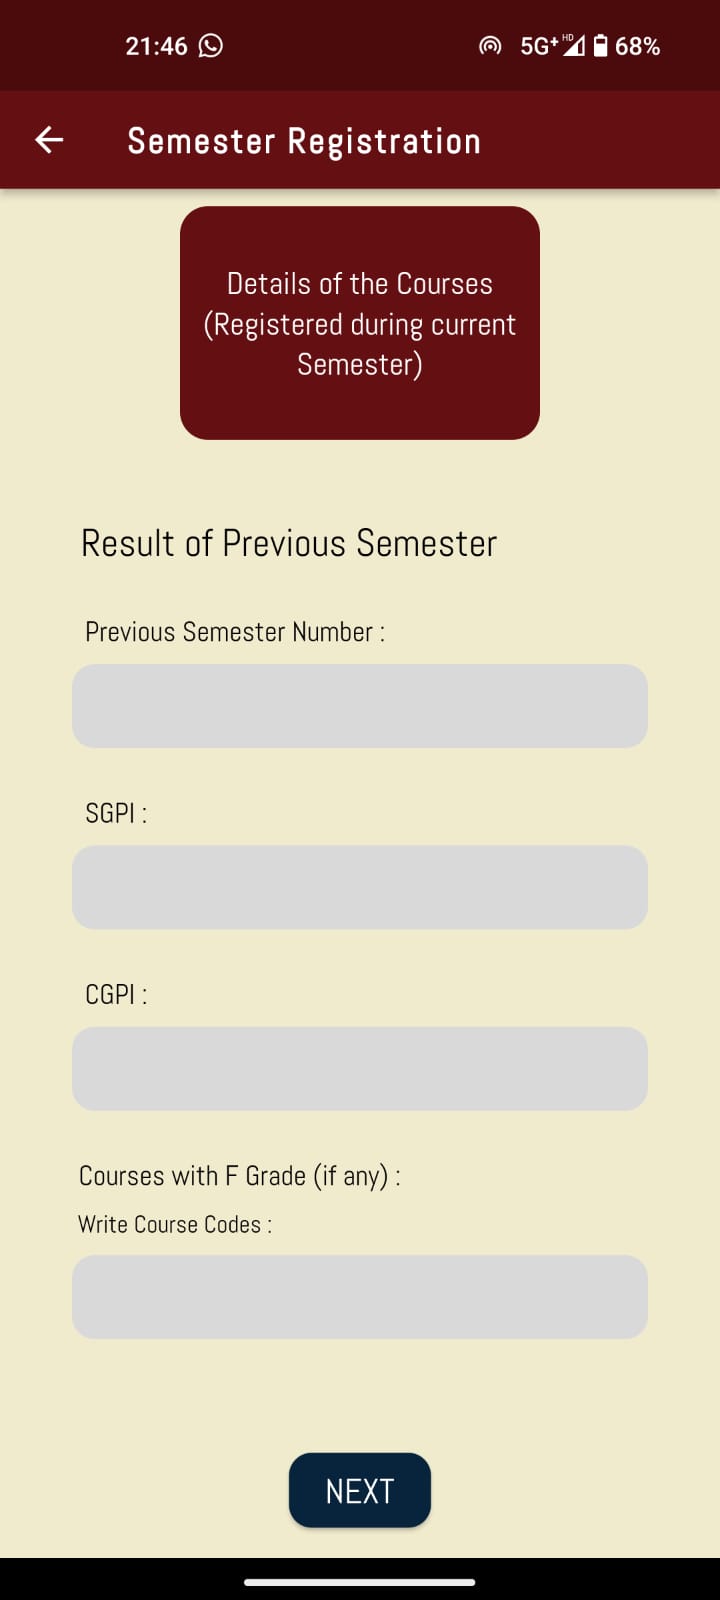 21:46 5G+ HD 68%
Semester Registration
Details of the Courses
(Registered during current
Semester)
Result of Previous Semester
Previous Semester Number :
SGPI :
CGPI :
Courses with F Grade (if any) :
Write Course Codes :
NEXT